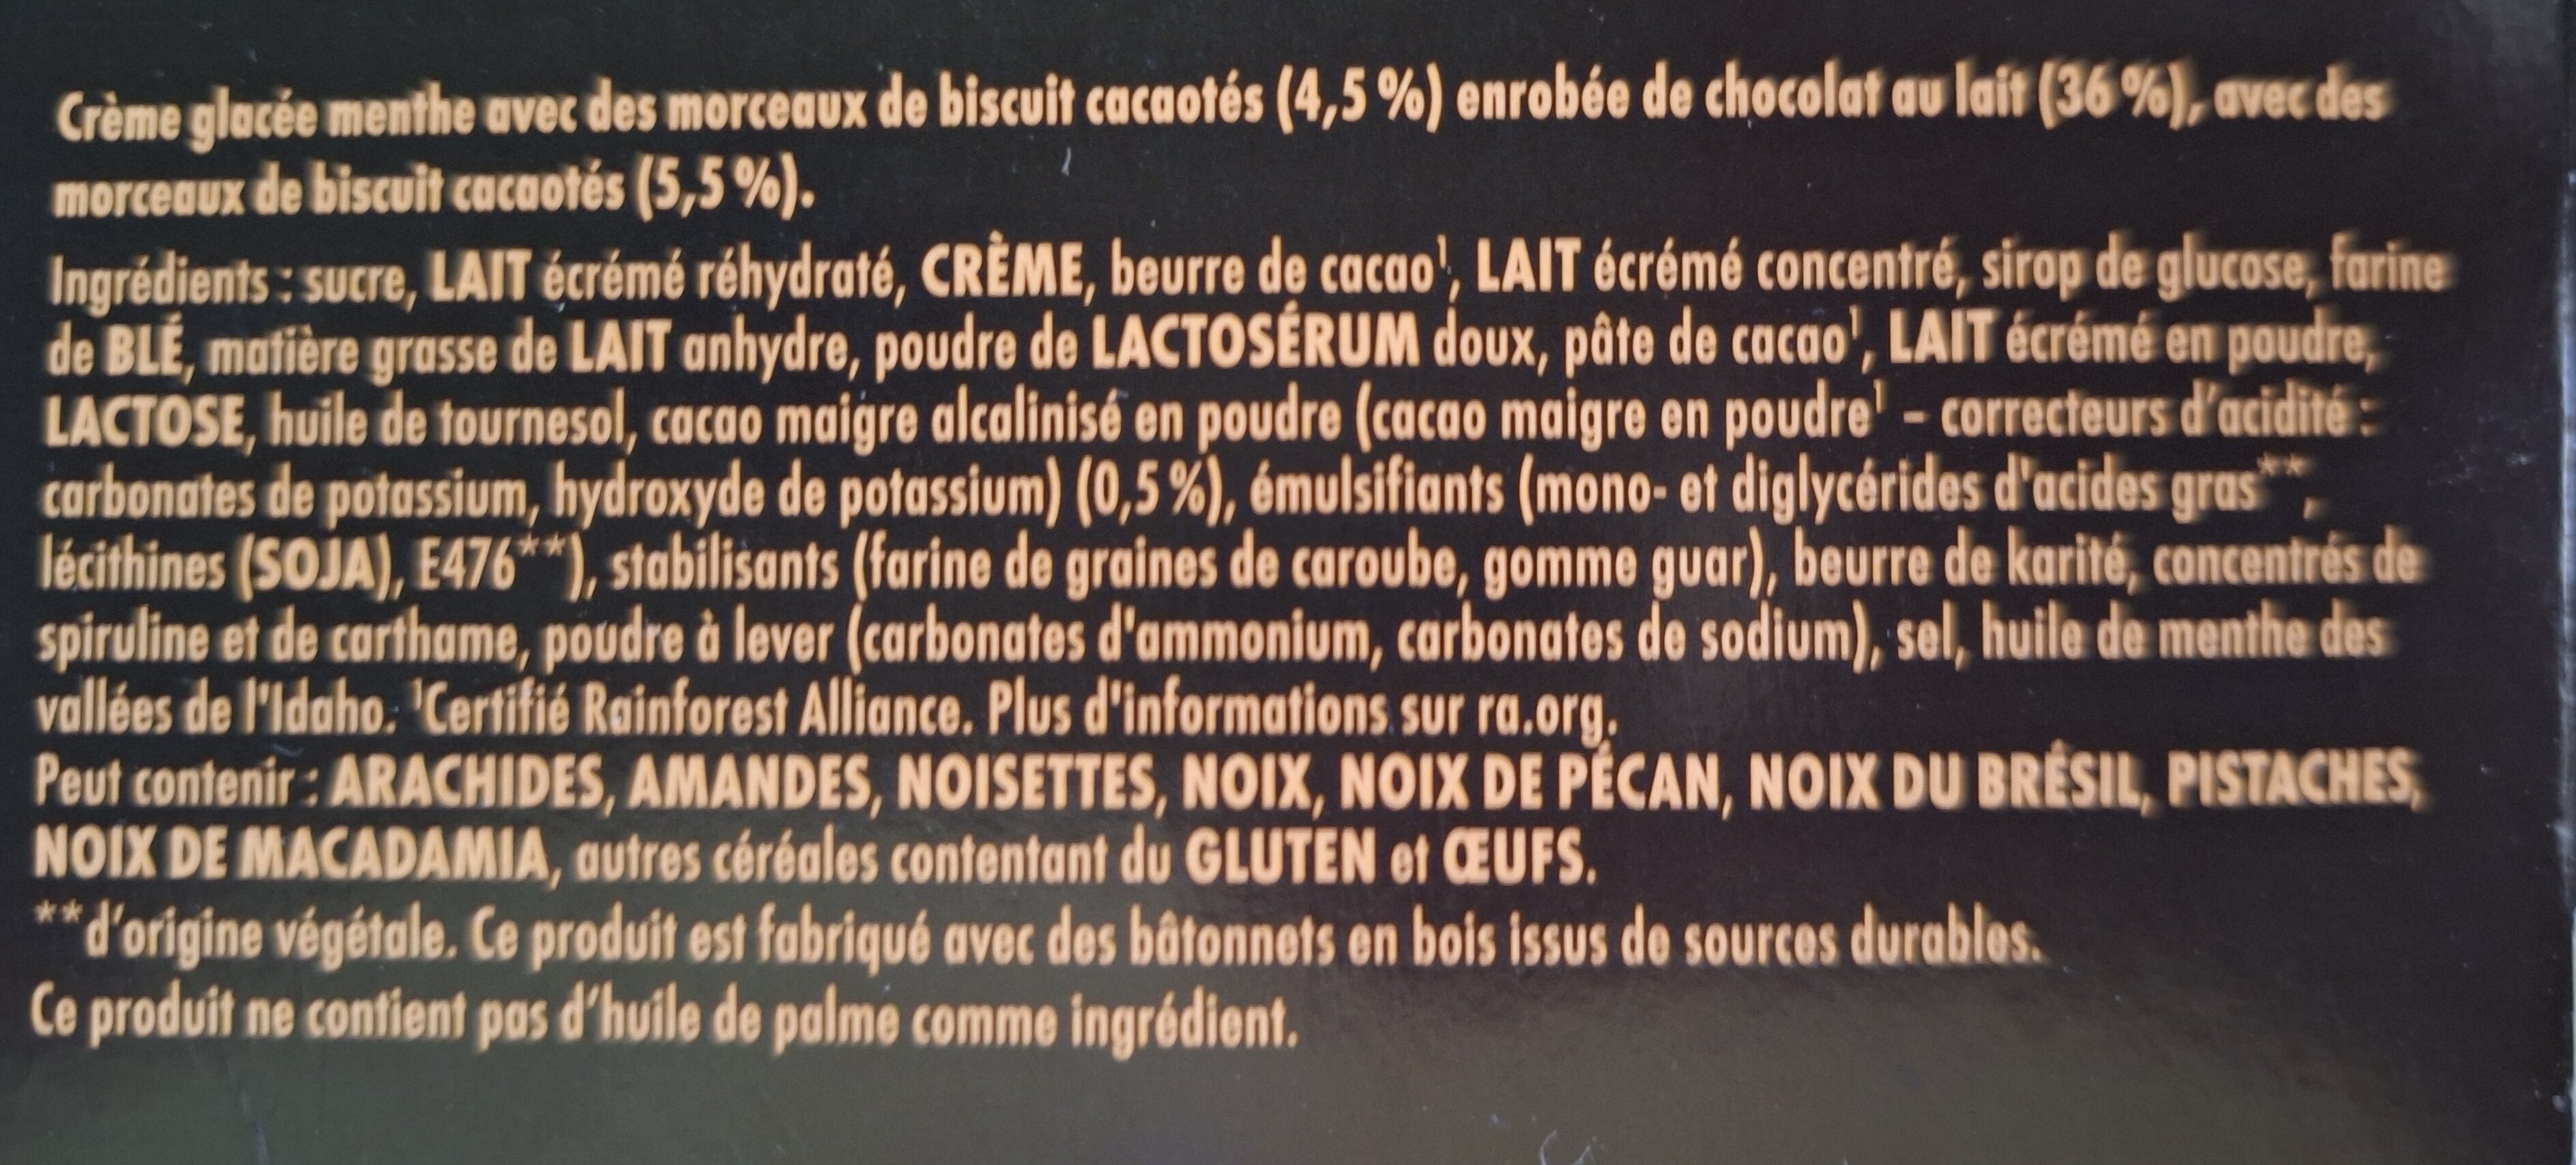 Crème glacée menthe avec des morceaux de biscuit cacaotés (4,5 %) enrobée de chocolat au lait (36 %), avec des
morceaux de biscuit cacaotés (5,5 %).
Ingrédients : sucre, LAIT écrémé réhydraté, CRÈME, beurre de cacao¹, LAIT écrémé concentré, sirop de glucose, farine
de BLÉ, matière grasse de LAIT anhydre, poudre de LACTOSÉRUM doux, pâte de cacao¹, LAIT écrémé en poudre,
LACTOSE, huile de tournesol, cacao maigre alcalinisé en poudre (cacao maigre en poudre¹ – correcteurs d’acidité :
carbonates de potassium, hydroxyde de potassium) (0,5 %), émulsifiants (mono- et diglycérides d'acides gras**,
lécithines (SOJA), E476**), stabilisants (farine de graines de caroube, gomme guar), beurre de karité, concentrés de
spiruline et de carthame, poudre à lever (carbonates d'ammonium, carbonates de sodium), sel, huile de menthe des
vallées de l'Idaho. ¹Certifié Rainforest Alliance. Plus d'informations sur ra.org.
Peut contenir : ARACHIDES, AMANDES, NOISETTES, NOIX, NOIX DE PÉCAN, NOIX DU BRÉSIL, PISTACHES,
NOIX DE MACADAMIA, autres céréales contentant du GLUTEN et ŒUFS.
**d’origine végétale. Ce produit est fabriqué avec des bâtonnets en bois issus de sources durables.
Ce produit ne contient pas d’huile de palme comme ingrédient.